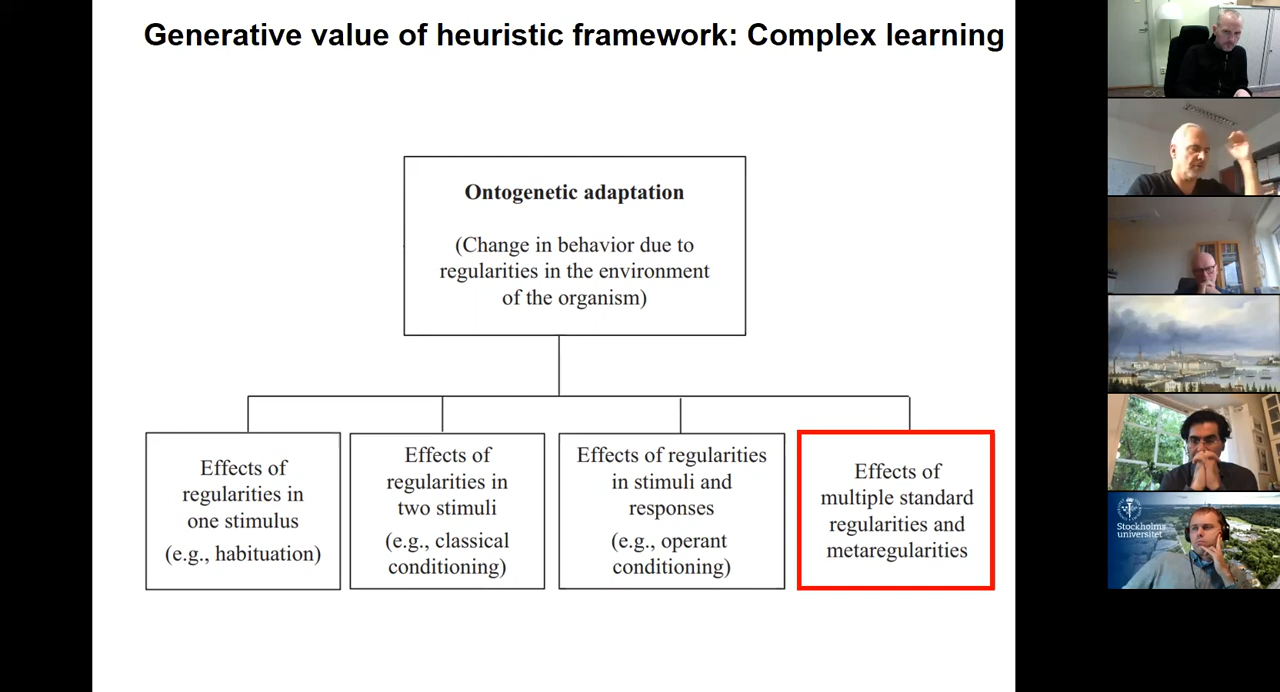 Generative value of heuristic framework: Complex learning
Ontogenetic adaptation
(Change in behavior due to
regularities in the environment
of the organism)
Effects of
regularities in
one stimulus
(e.g., habituation)
Effects of
regularities in
two stimuli
(e.g., classical
conditioning)
Effects of regularities
in stimuli and
responses
(e.g., operant
conditioning)
Effects of
multiple standard
regularities and
metaregularities
Stockholms
universitet